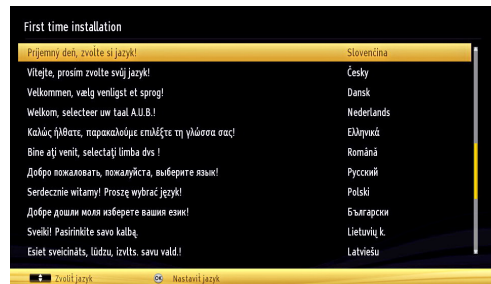 First time installation
Príjemný deň, zvoľte si jazyk! Slovenčina
Vítejte, prosím zvolte svůj jazyk! Česky
Velkommen, vælg venligst et sprog! Dansk
Welkom, selecteer uw taal A.U.B.! Nederlands
Καλώς ήλθατε, παρακαλούμε επιλέξτε τη γλώσσα σας! Ελληνικά
Bine aţi venit, selectaţi limba dvs ! Română
Добро пожаловать, пожалуйста, выберите язык! Русский
Serdecznie witamy! Proszę wybrać język! Polski
Добре дошли моля изберете вашия език! Български
Sveiki! Pasirinkite savo kalbą. Lietuvių k.
Esiet sveicināts, lūdzu, izvlts. savu vald.! Latviešu
Zvoliť jazyk OK Nastaviť jazyk